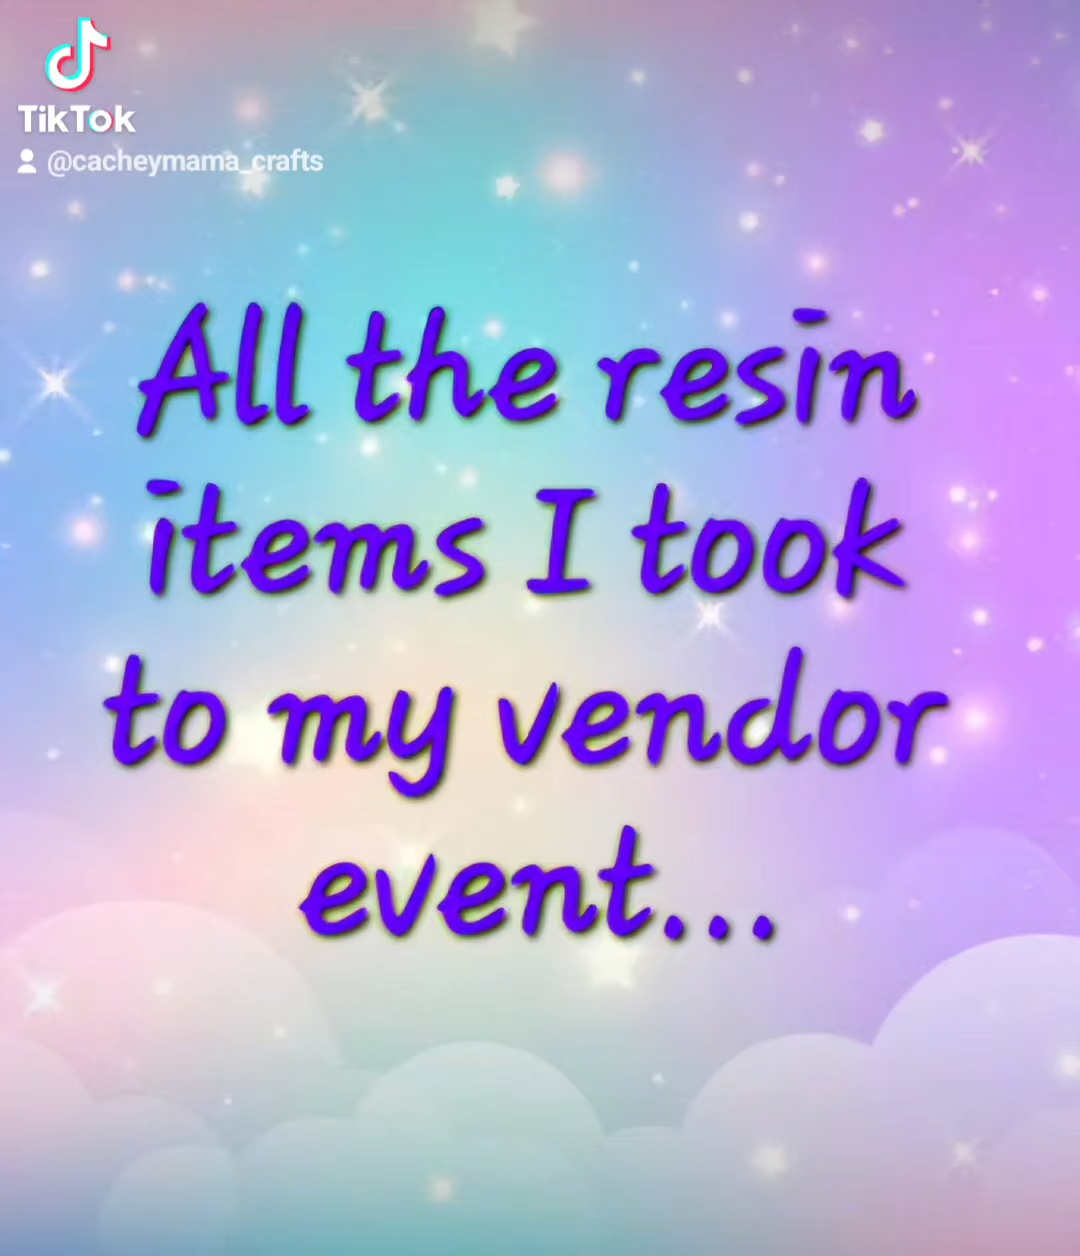 TikTok
@cacheymama_crafts
All the resin
items I took
to my vendor
event...